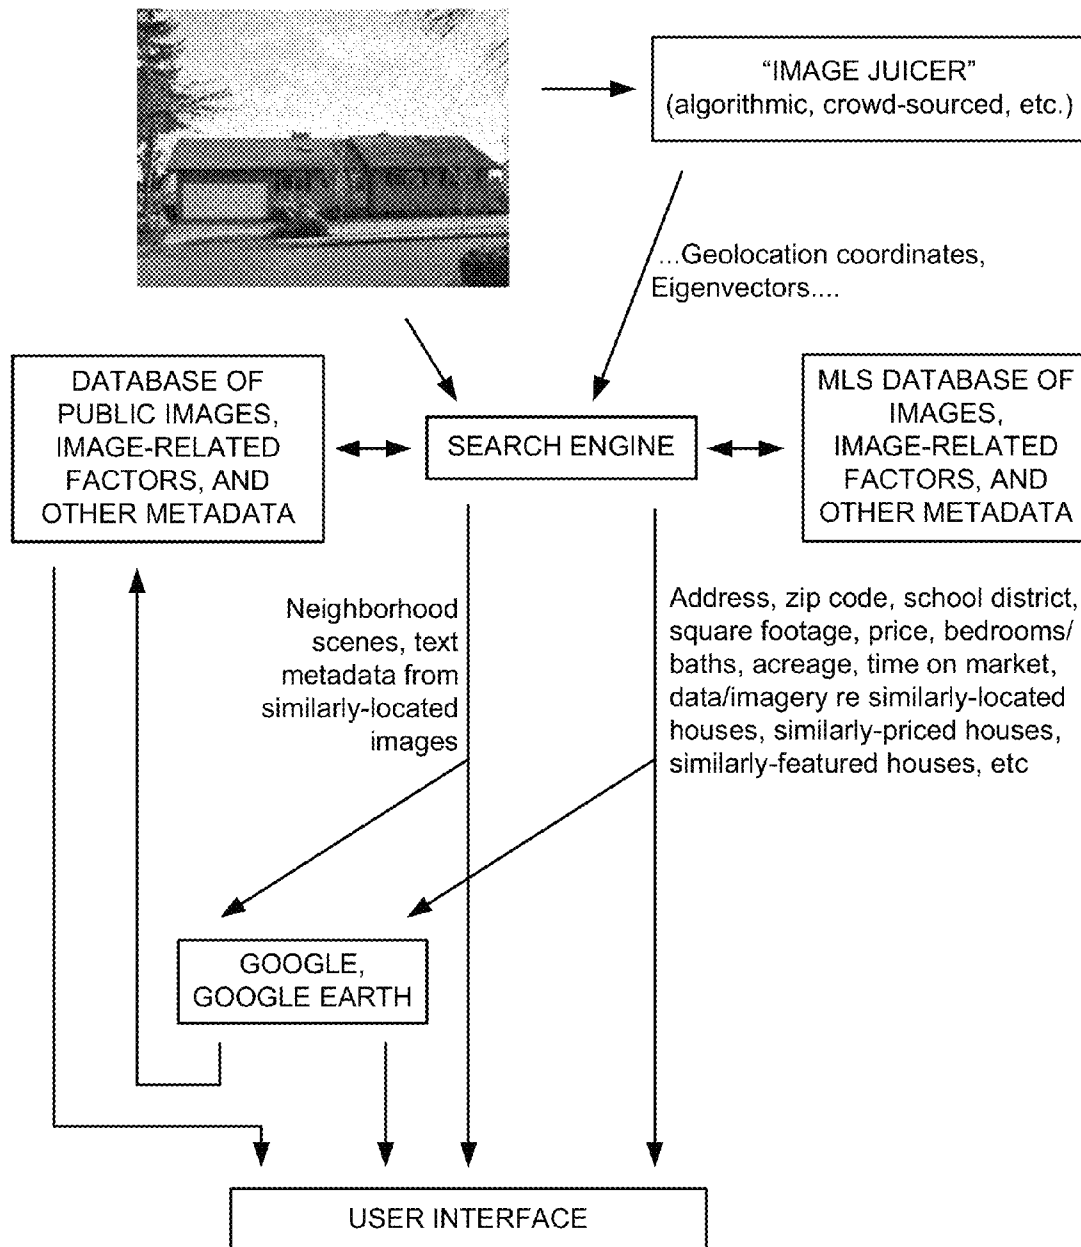 “IMAGE JUICER”
(algorithmic, crowd-sourced, etc.)
...Geolocation coordinates,
Eigenvectors....
DATABASE OF
PUBLIC IMAGES,
IMAGE-RELATED
FACTORS, AND
OTHER METADATA
SEARCH ENGINE
MLS DATABASE OF
IMAGES,
IMAGE-RELATED
FACTORS, AND
OTHER METADATA
Neighborhood
scenes, text
metadata from
similarly-located
images
Address, zip code, school district,
square footage, price, bedrooms/
baths, acreage, time on market,
data/imagery re similarly-located
houses, similarly-priced houses,
similarly-featured houses, etc
GOOGLE,
GOOGLE EARTH
USER INTERFACE